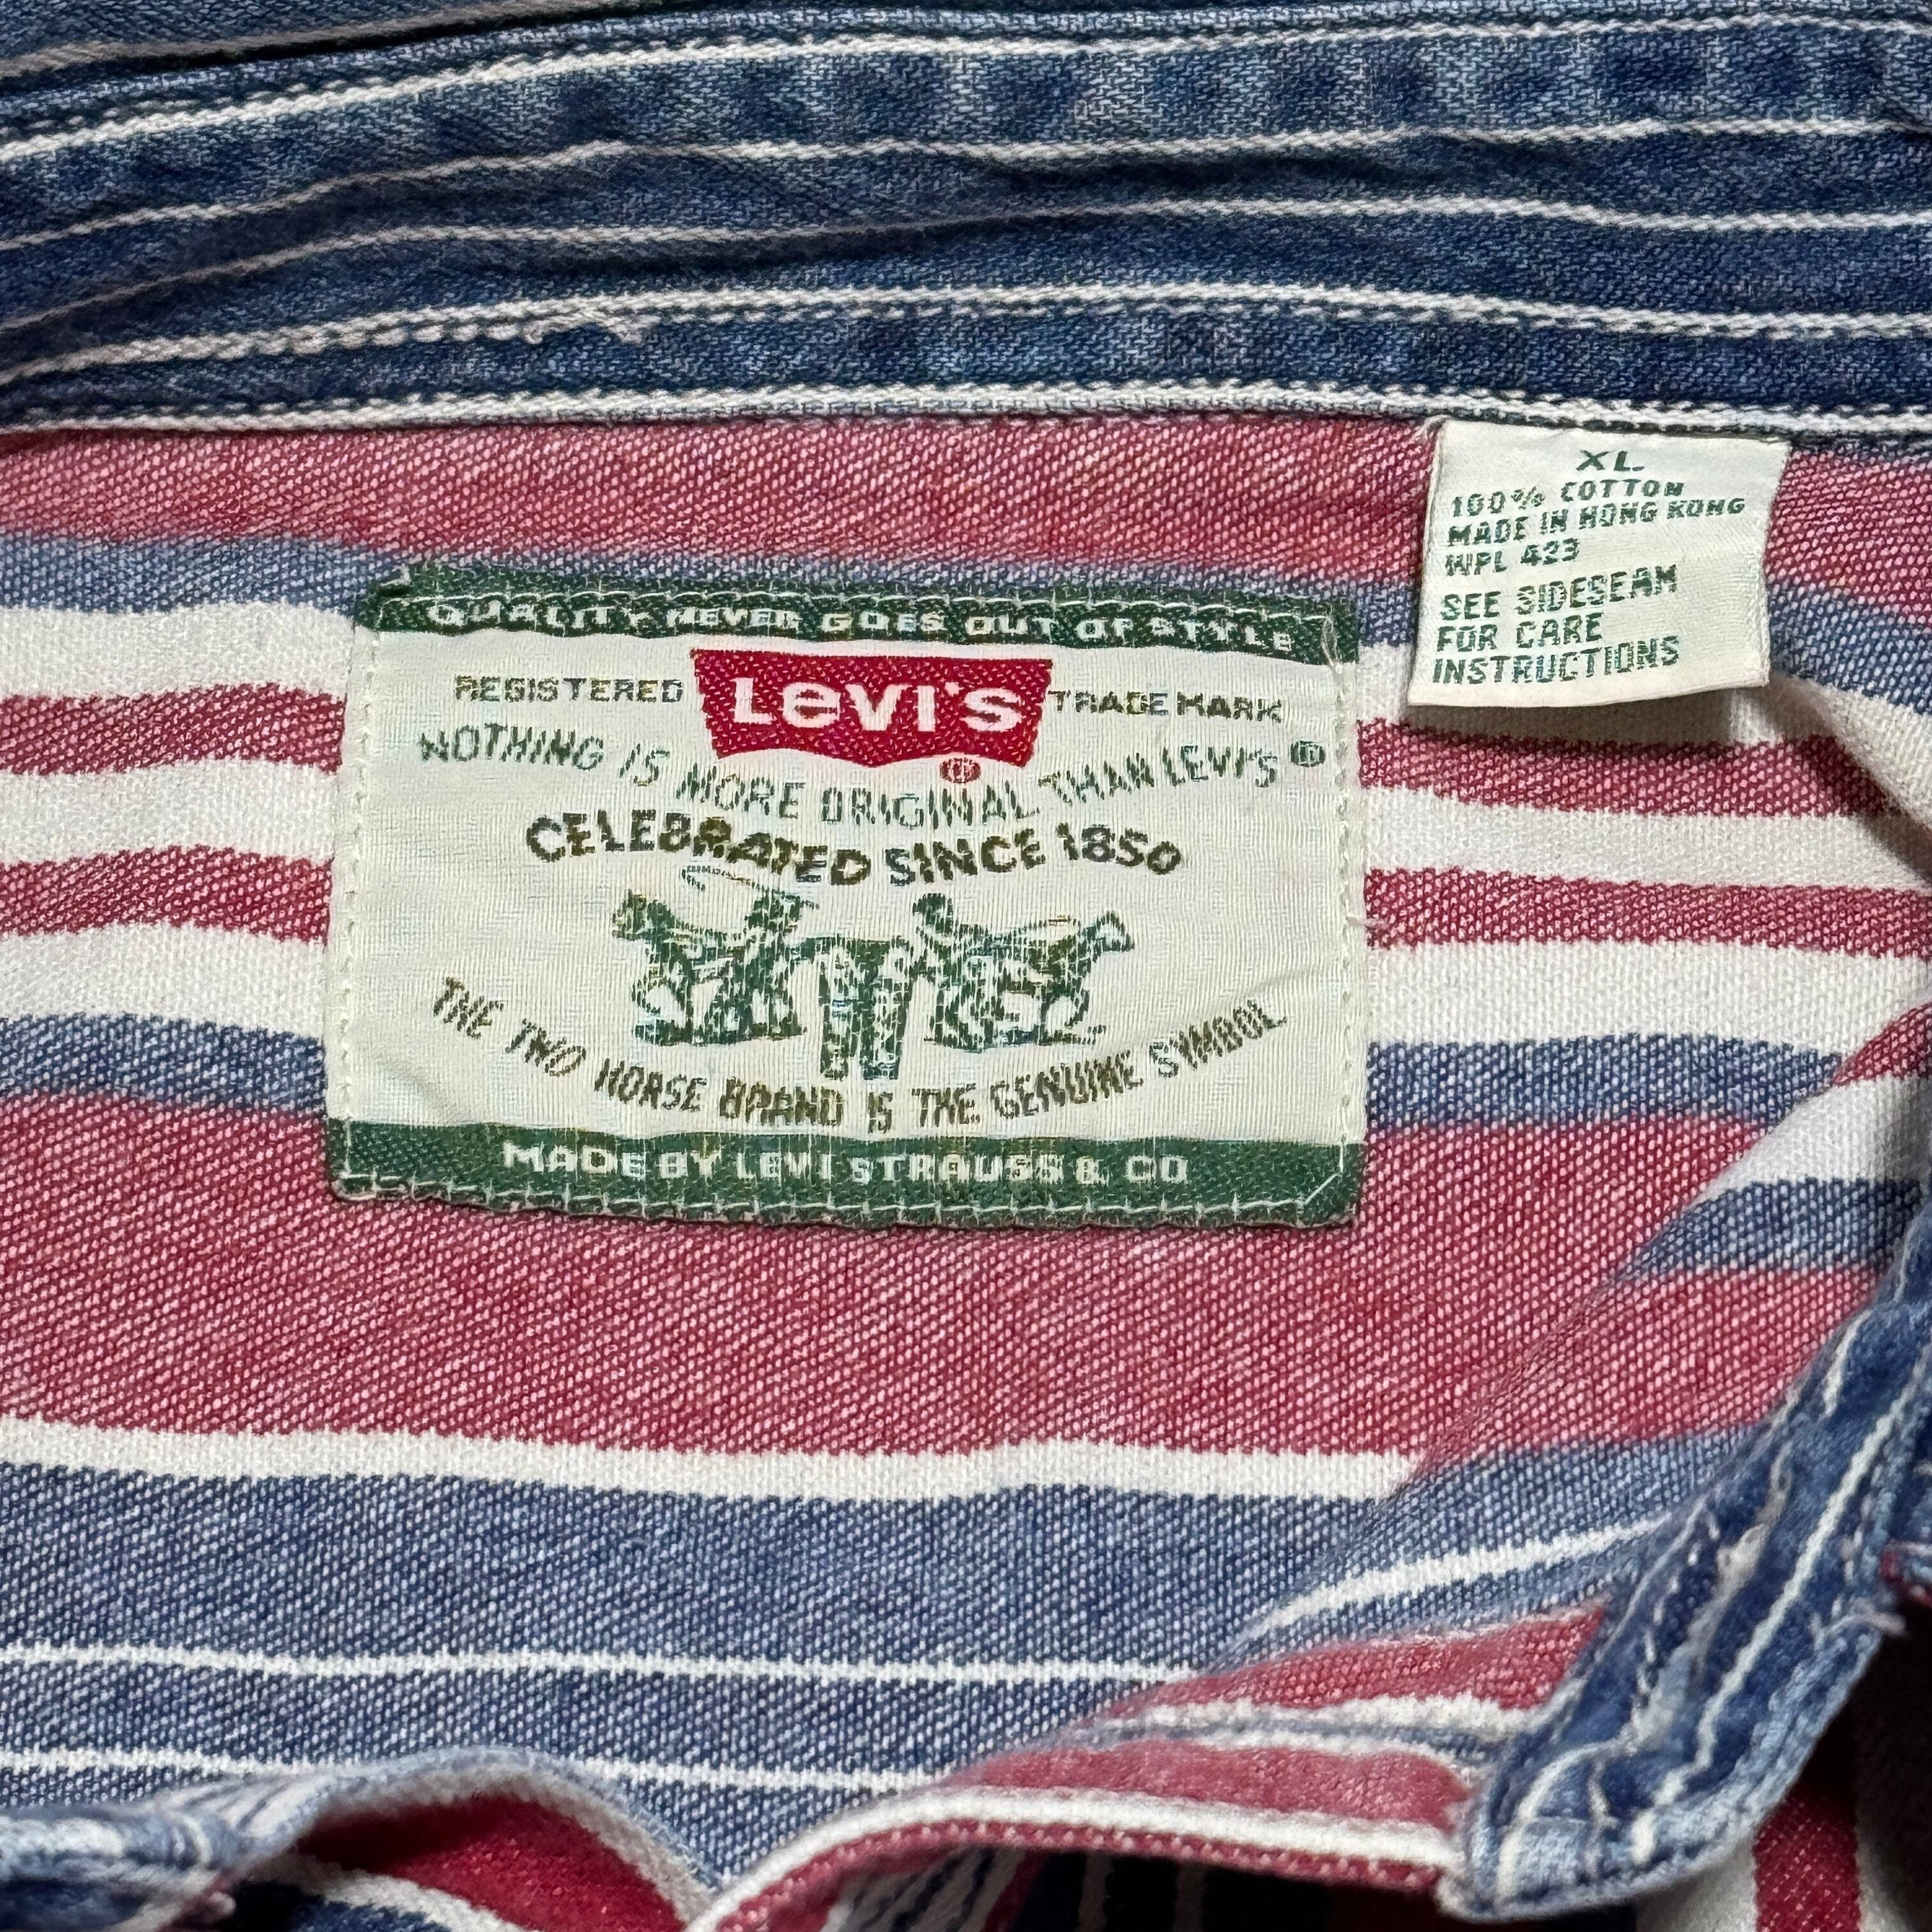 QUALITY NEVER GOES OUT OF STYLE
REGISTERED LEVI'S TRADE MARK
®
NOTHING IS MORE ORIGINAL THAN LEVI'S ®
CELEBRATED SINCE 1850
THE TWO HORSE BRAND IS THE GENUINE SYMBOL
MADE BY LEVI STRAUSS & CO
XL
100% COTTON
MADE IN HONG KONG
WPL 423
SEE SIDESEAM
FOR CARE
INSTRUCTIONS